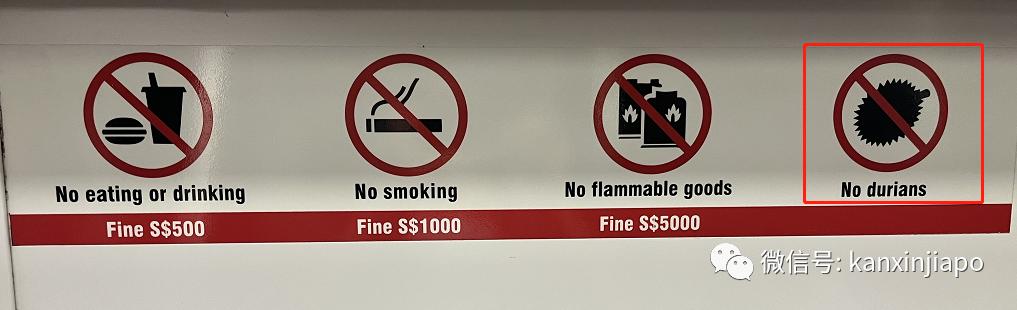 No eating or drinking
Fine S$500
No smoking
Fine S$1000
No flammable goods
Fine S$5000
No durians
微信号: kanxinjiapo